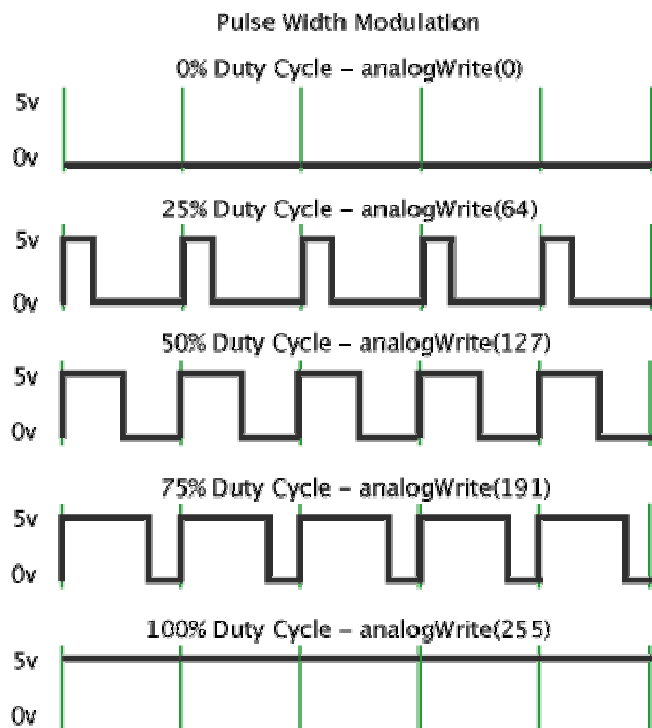 Pulse Width Modulation
0% Duty Cycle – analogWrite(0)
5v
0v
25% Duty Cycle – analogWrite(64)
5v
0v
50% Duty Cycle – analogWrite(127)
5v
0v
75% Duty Cycle – analogWrite(191)
5v
0v
100% Duty Cycle – analogWrite(255)
5v
0v